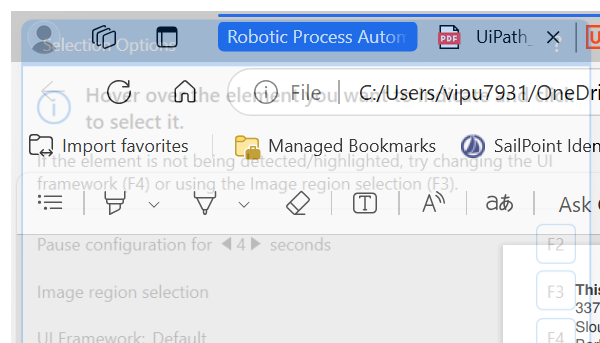 Robotic Process Autom
UiPath_
Selection Options
File
C:/Users/vipu7931/OneDri
Hover over the element you want to indicate and click
to select it.
Import favorites
Managed Bookmarks
SailPoint Iden
If the element is not being detected/highlighted, try changing the UI
framework (F4) or using the Image region selection (F3).
Ask
Pause configuration for 4 seconds
F2
Image region selection
F3
This
337
Slou
UI Framework: Default
F4